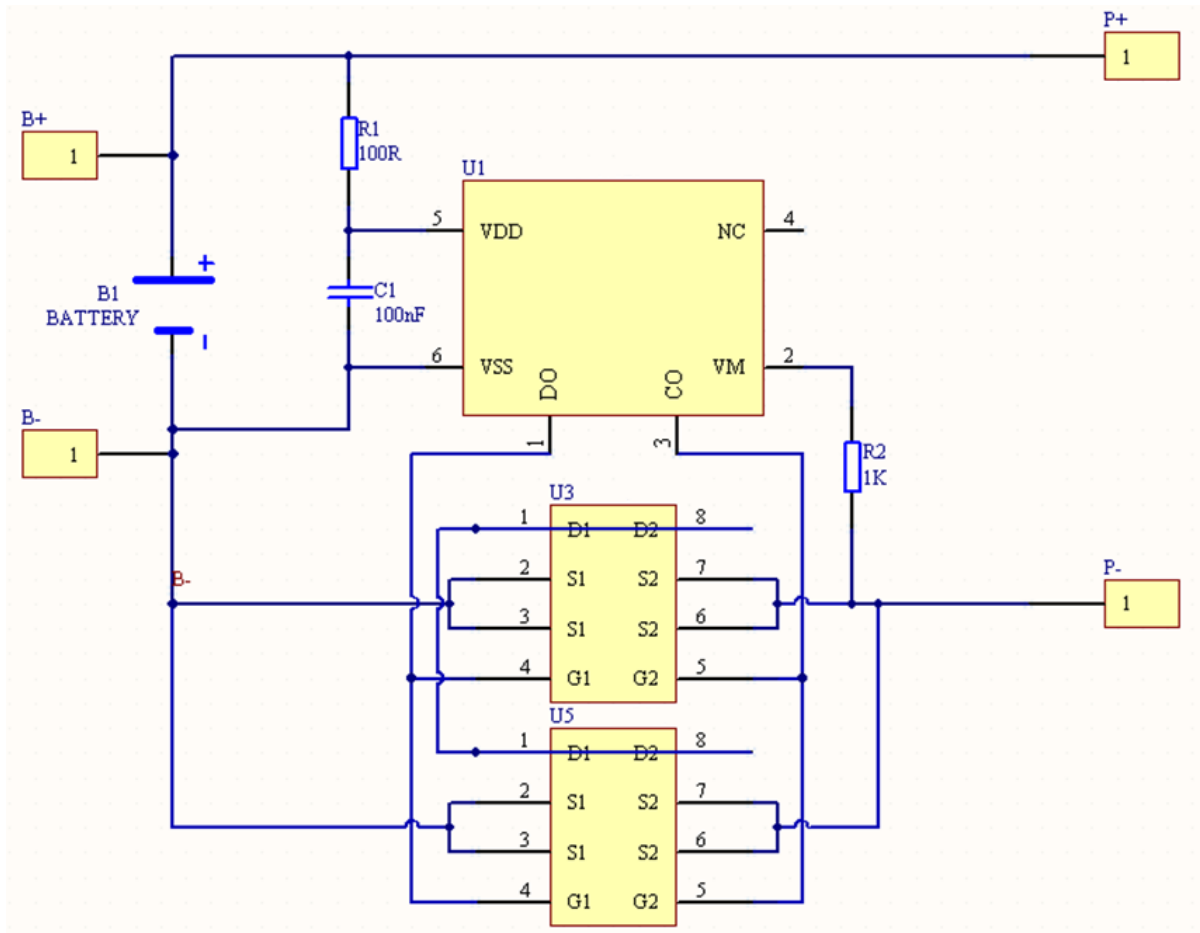 P+
1
B+
1
R1
100R
U1
5
VDD
NC
4
+
B1
BATTERY
-
C1
100nF
6
VSS
DO
CO
VM
2
B-
1
1
3
R2
1K
U3
1
D1
D2
8
B-
2
S1
S2
7
P-
1
3
S1
S2
6
4
G1
G2
5
U5
1
D1
D2
8
2
S1
S2
7
3
S1
S2
6
4
G1
G2
5